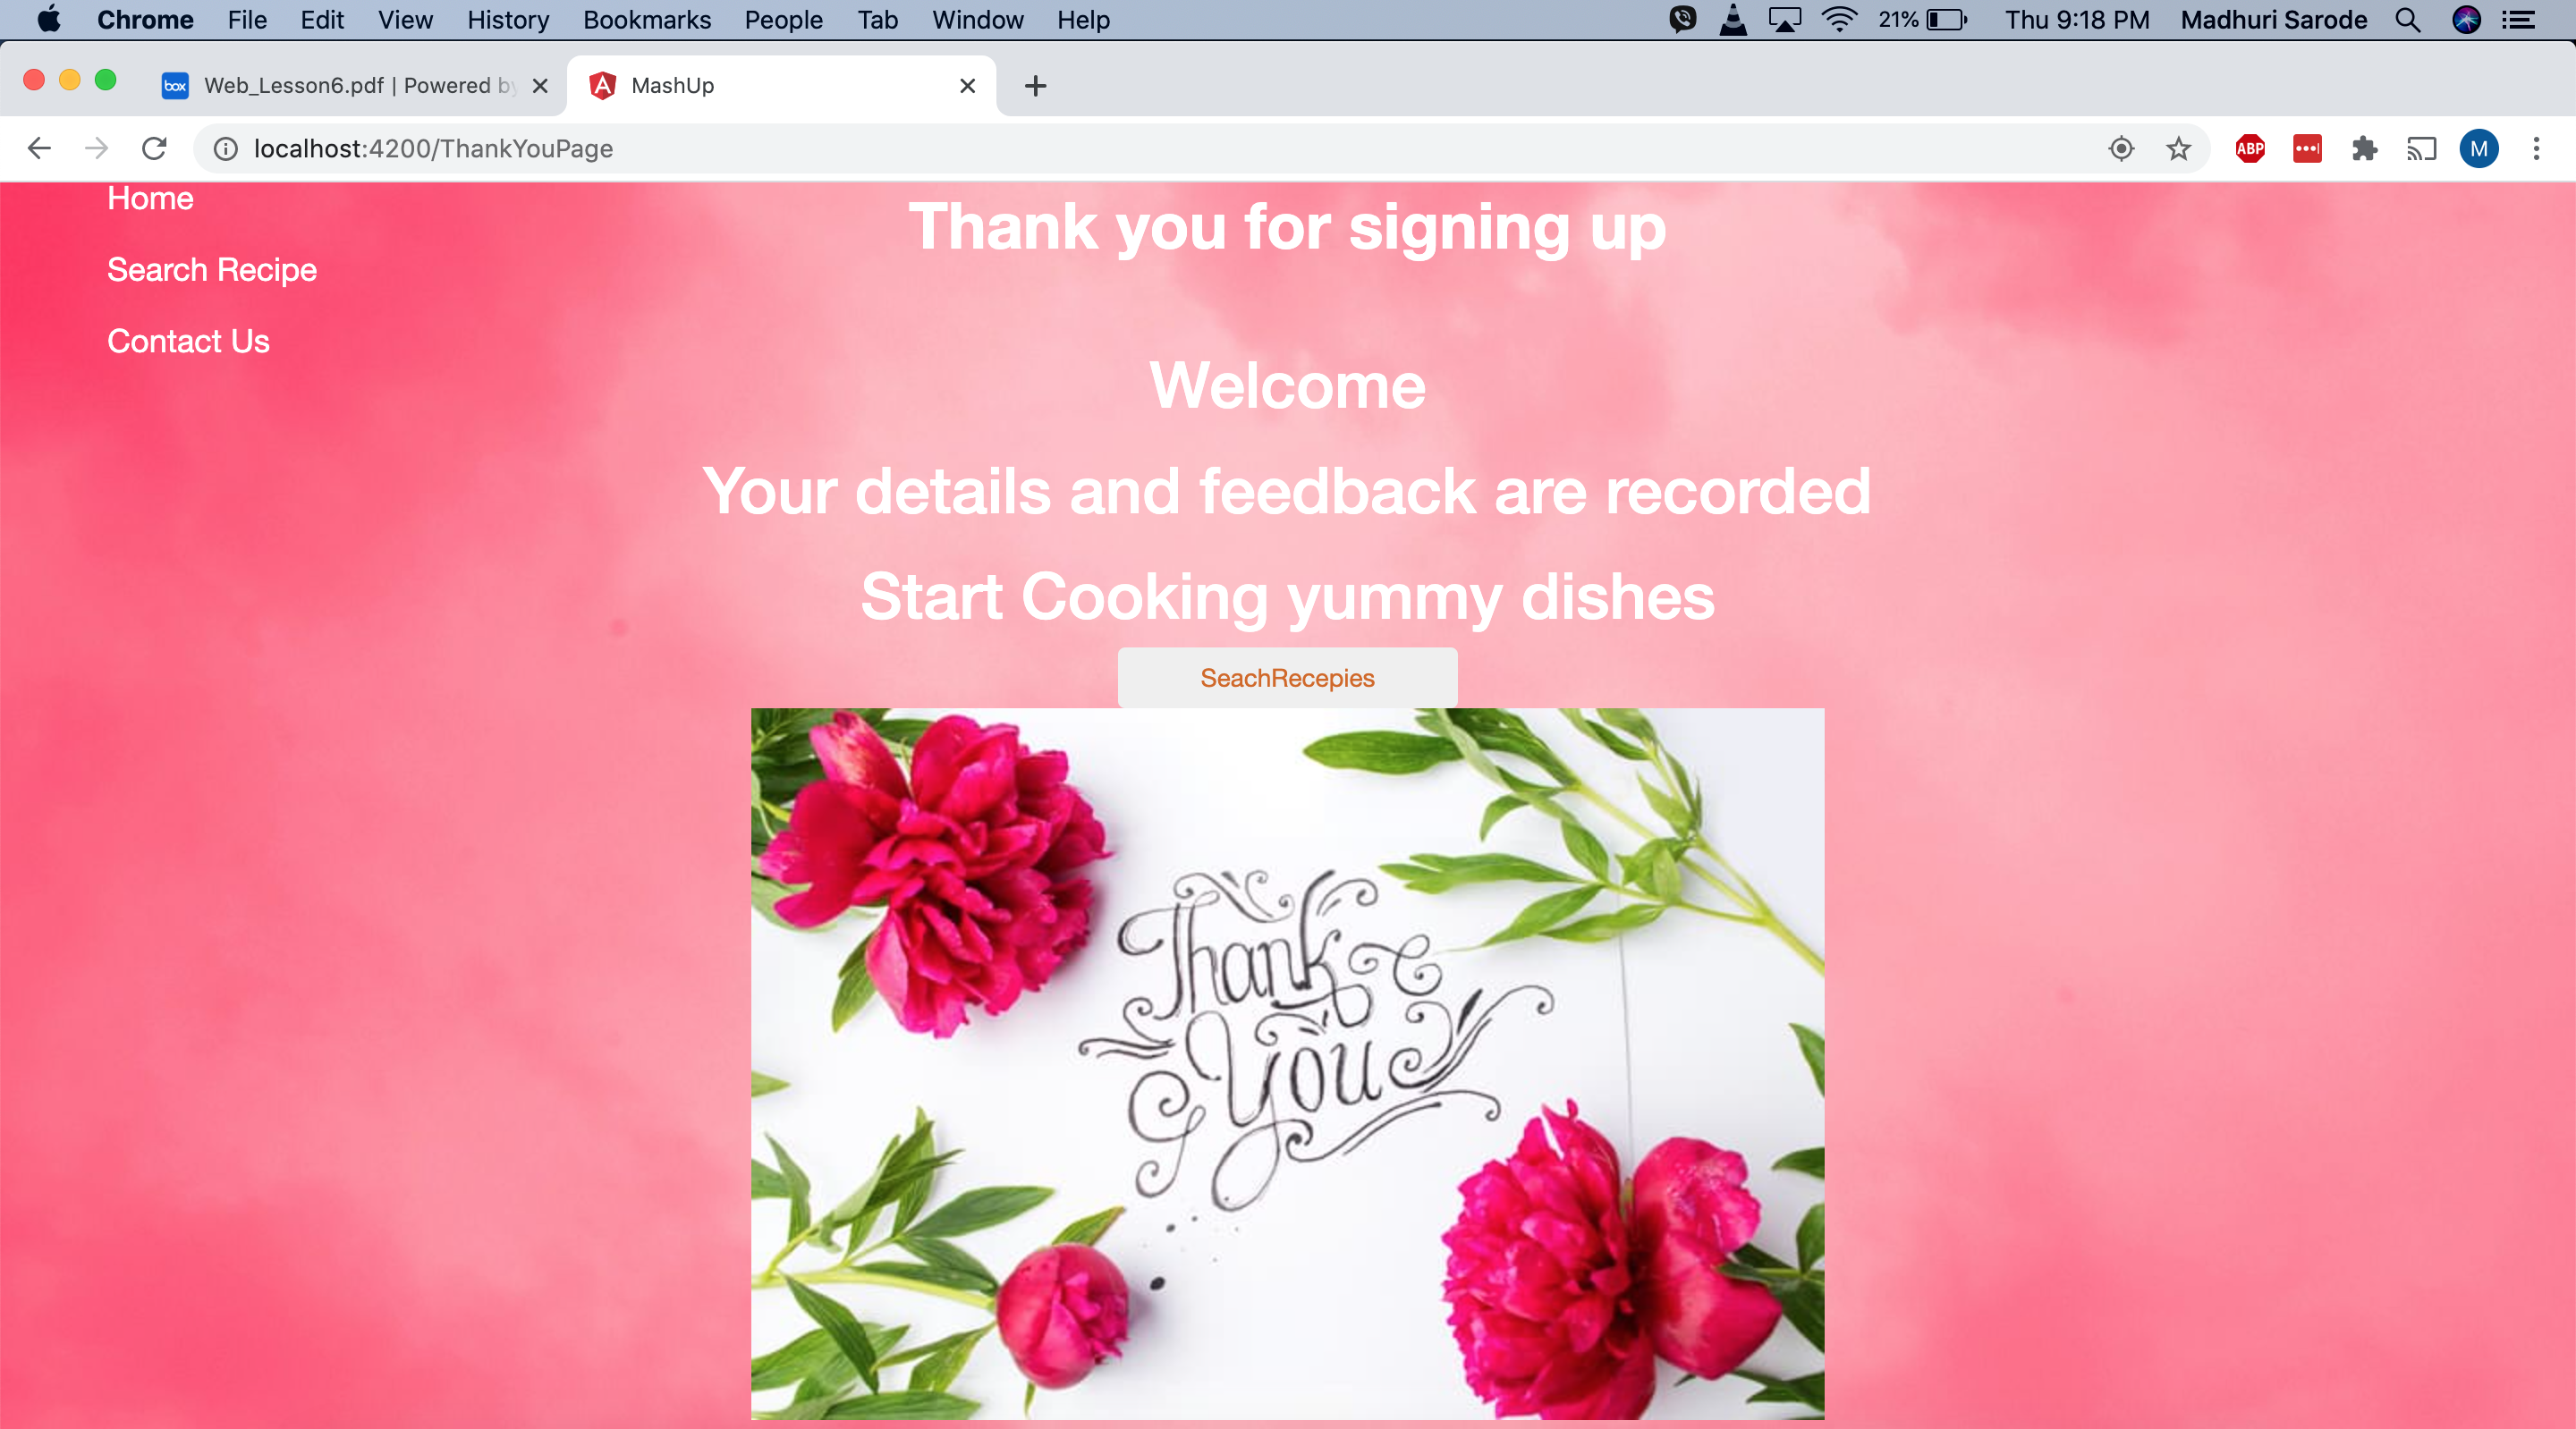 Chrome File Edit View History Bookmarks People Tab Window Help 21% Thu 9:18 PM Madhuri Sarode
box Web_Lesson6.pdf | Powered by MashUp
localhost:4200/ThankYouPage ABP M
Home
Search Recipe
Contact Us
Thank you for signing up
Welcome
Your details and feedback are recorded
Start Cooking yummy dishes
SeachRecepies
Thank
You